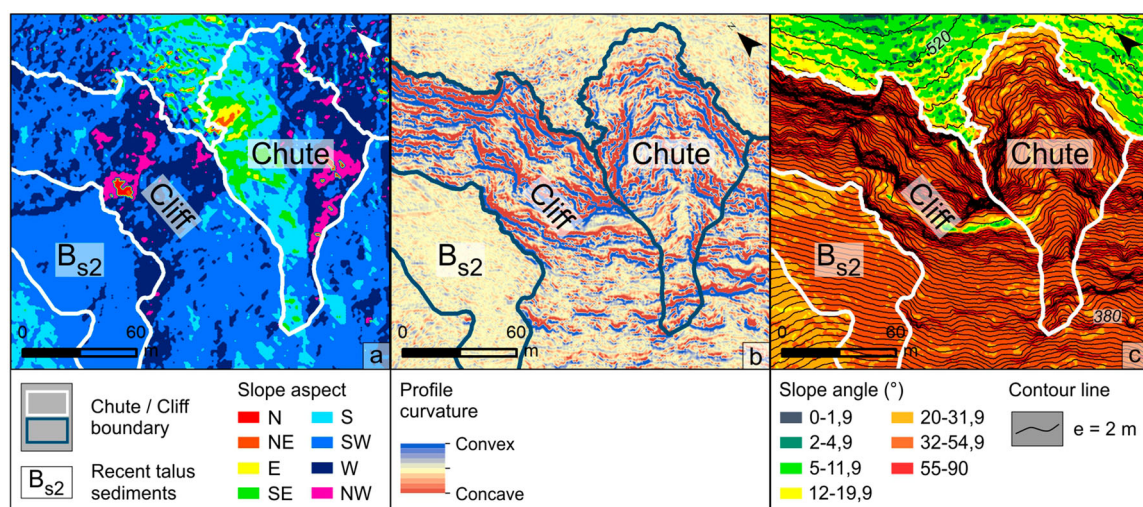 Chute
Cliff
Bs2
0
60
m
a
Chute
Cliff
Bs2
0
60
m
b
520
Chute
Cliff
Bs2
380
0
60
m
c
Chute / Cliff
boundary
Bs2
Recent talus
sediments
Slope aspect
N
NE
E
SE
S
SW
W
NW
Profile
curvature
Convex
Concave
Slope angle (°)
0-1,9
2-4,9
5-11,9
12-19,9
20-31,9
32-54,9
55-90
Contour line
e = 2 m